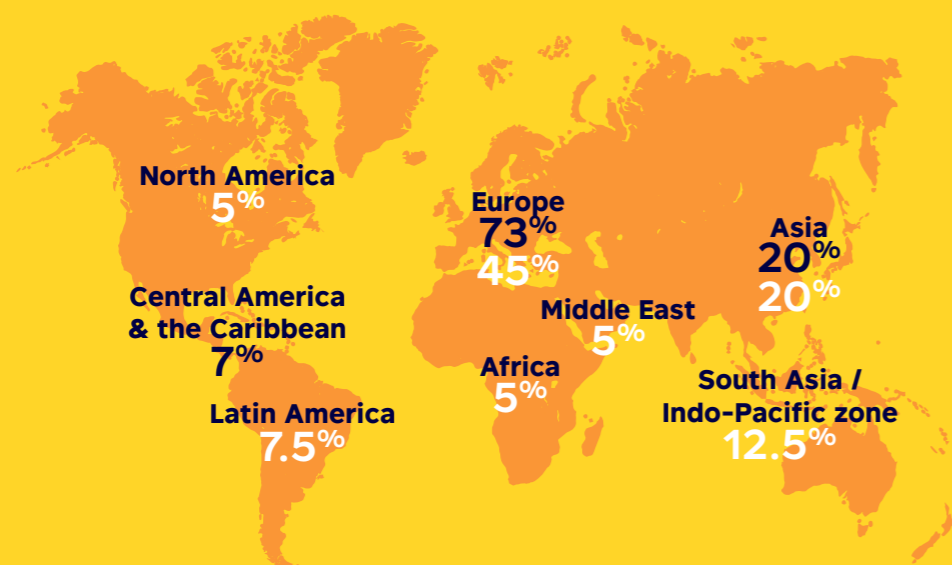 North America
5%
Europe
73%
45%
Asia
20%
20%
Central America
& the Caribbean
7%
Middle East
5%
Africa
5%
South Asia /
Indo-Pacific zone
12.5%
Latin America
7.5%